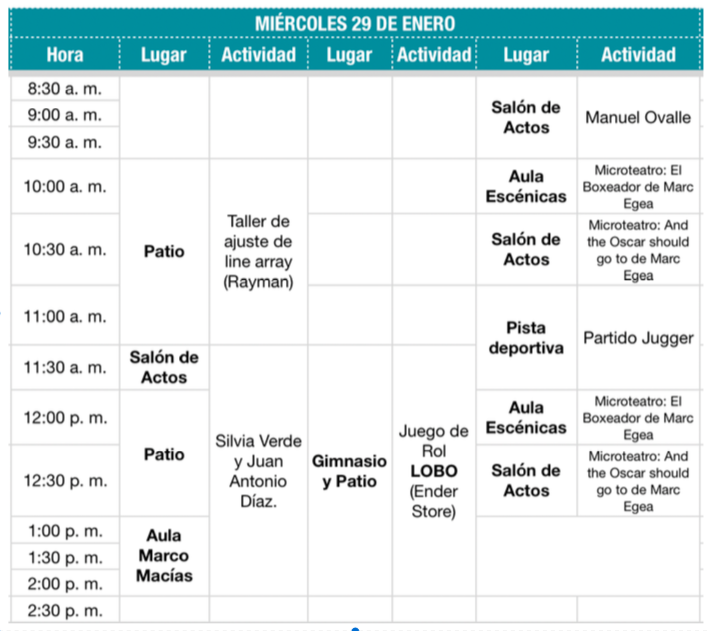 MIÉRCOLES 29 DE ENERO
Hora Lugar Actividad Lugar Actividad Lugar Actividad
8:30 a. m.
9:00 a. m.
9:30 a. m.
Salón de
Actos
Manuel Ovalle
10:00 a. m.
Aula
Escénicas
Microteatro: El
Boxeador de Marc
Egea
10:30 a. m.
Patio
Taller de
ajuste de
line array
(Rayman)
Salón de
Actos
Microteatro: And
the Oscar should
go to de Marc
Egea
11:00 a. m.
Pista
deportiva
Partido Jugger
11:30 a. m.
Salón de
Actos
12:00 p. m.
Aula
Escénicas
Microteatro: El
Boxeador de Marc
Egea
12:30 p. m.
Patio
Silvia Verde
y Juan
Antonio
Díaz.
Gimnasio
y Patio
Juego de
Rol
LOBO
(Ender
Store)
Salón de
Actos
Microteatro: And
the Oscar should
go to de Marc
Egea
1:00 p. m.
1:30 p. m.
2:00 p. m.
Aula
Marco
Macías
2:30 p. m.